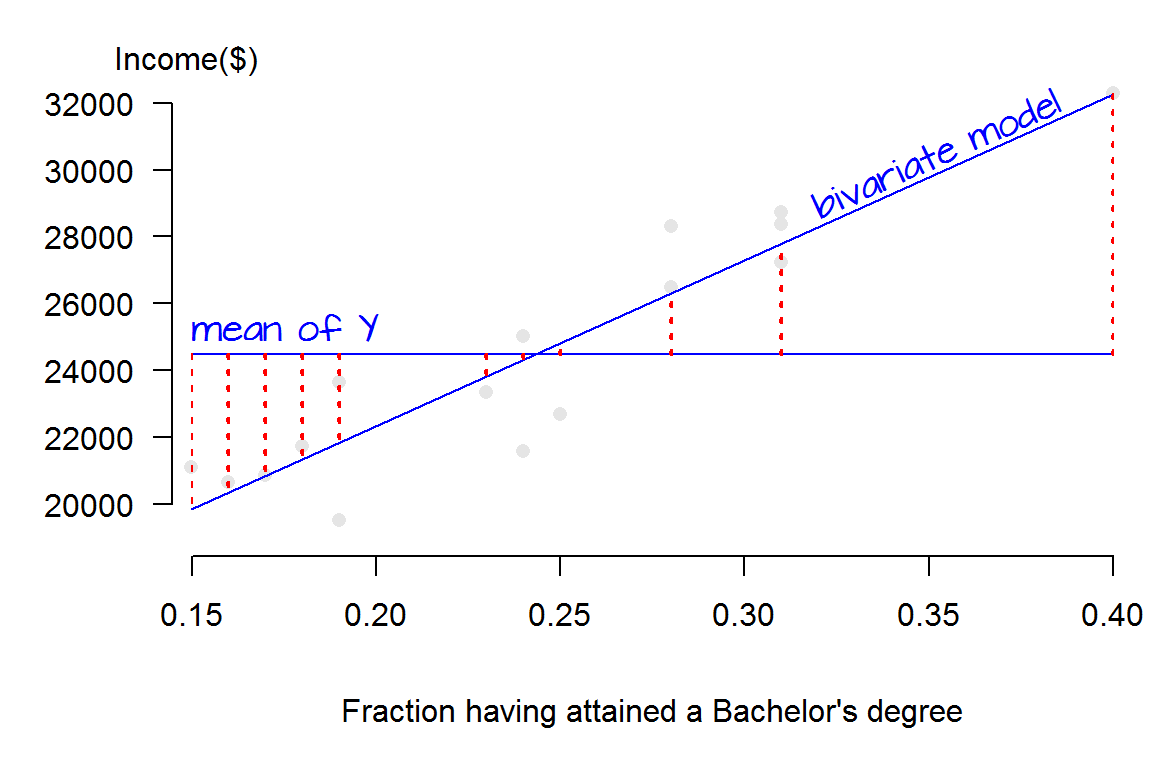 Income($)
32000
30000
28000
26000
24000
22000
20000
bivariate model
mean of Y
0.15 0.20 0.25 0.30 0.35 0.40
Fraction having attained a Bachelor's degree